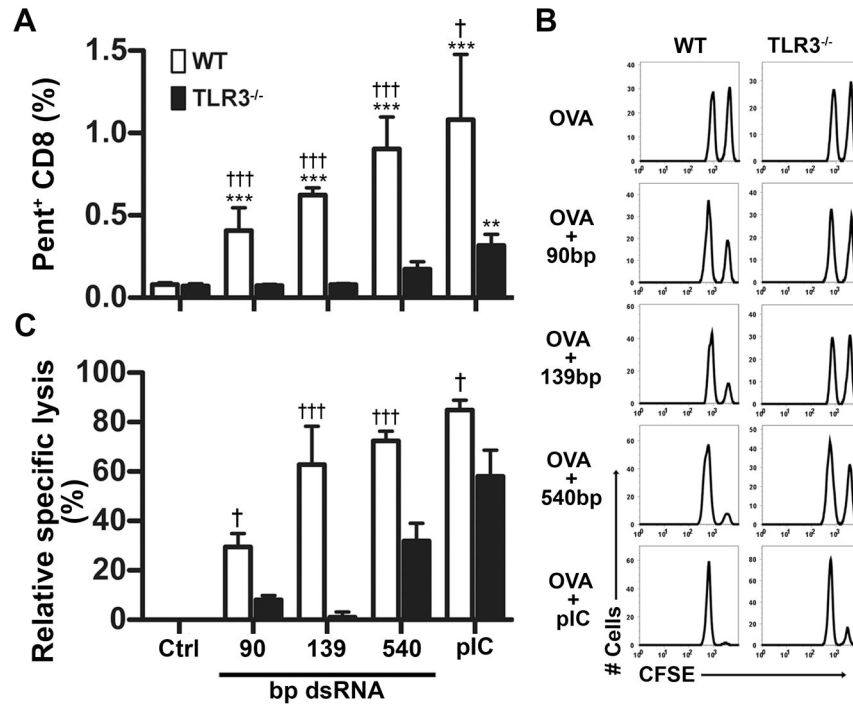 A
Pent⁺ CD8 (%)
1.5
1.0
0.5
0.0
WT
TLR3⁻/⁻
†††
***
†††
***
†††
***
†
***
**
C
Relative specific lysis
(%)
100
80
60
40
20
0
†
†††
†††
†
Ctrl
90
139
540
pIC
bp dsRNA
B
WT
TLR3⁻/⁻
OVA
OVA
+
90bp
OVA
+
139bp
OVA
+
540bp
OVA
+
pIC
# Cells
CFSE